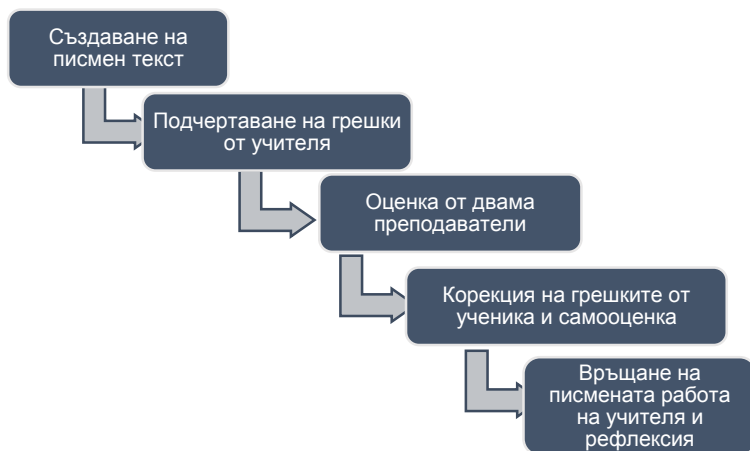 Създаване на
писмен текст
Подчертаване на грешки
от учителя
Оценка от двама
преподаватели
Корекция на грешките от
ученика и самооценка
Връщане на
писмената работа
на учителя и
рефлексия